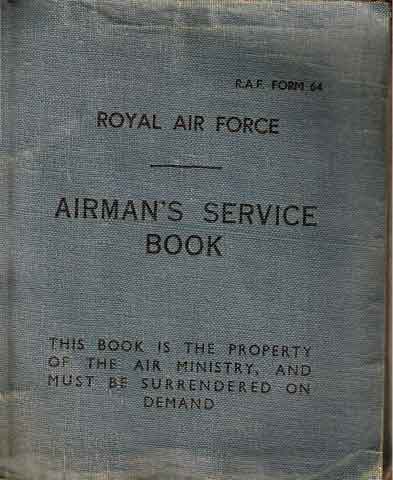 R.A.F. FORM 64
ROYAL AIR FORCE
AIRMAN'S SERVICE
BOOK
THIS BOOK IS THE PROPERTY
OF THE AIR MINISTRY, AND
MUST BE SURRENDERED ON
DEMAND